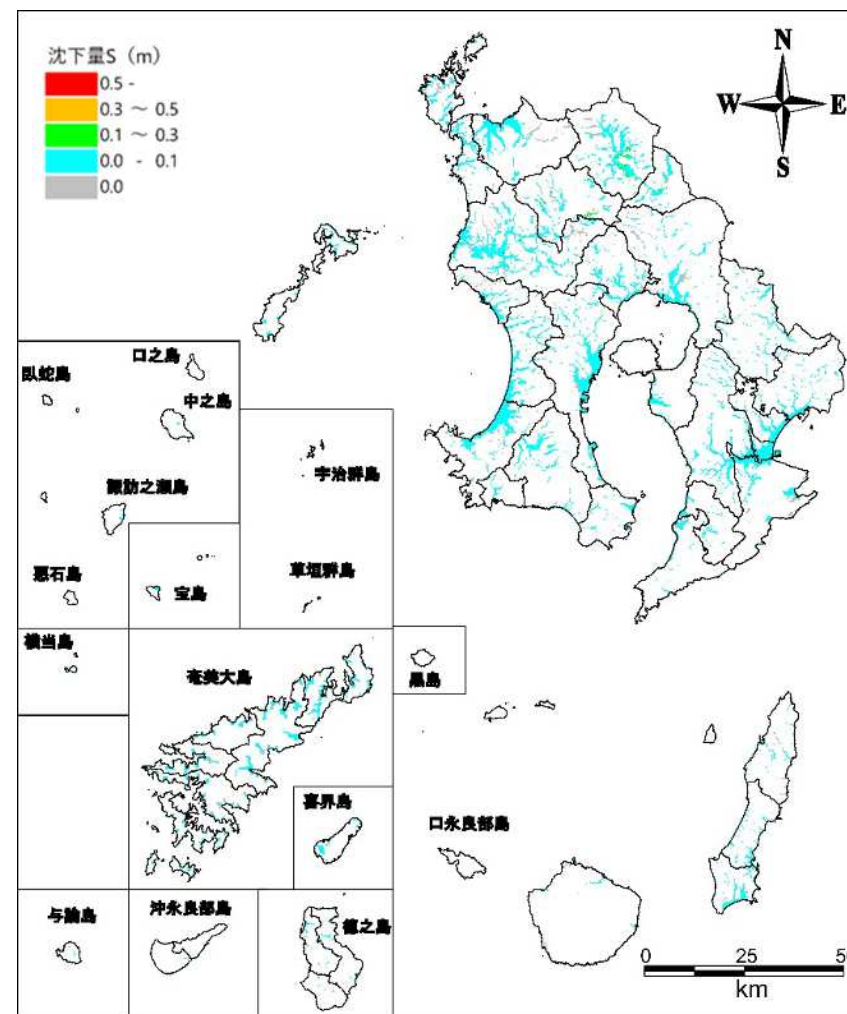 沈下量S（m）
0.5 -
0.3 ～ 0.5
0.1 ～ 0.3
0.0 - 0.1
0.0
N
W
E
S
口之島
臥蛇島
中之島
諏訪之瀬島
悪石島
宝島
宇治群島
草垣群島
横当島
奄美大島
黒島
喜界島
口永良部島
与論島
沖永良部島
徳之島
0 25 50
km